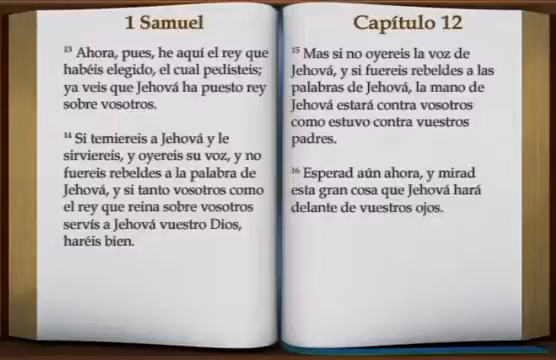 1 Samuel
¹³ Ahora, pues, he aquí el rey que
habéis elegido, el cual pedisteis;
ya veis que Jehová ha puesto rey
sobre vosotros.
¹⁴ Si temiereis a Jehová y le
sirviereis, y oyereis su voz, y no
fuereis rebeldes a la palabra de
Jehová, y si tanto vosotros como
el rey que reina sobre vosotros
servís a Jehová vuestro Dios,
haréis bien.
Capítulo 12
¹⁵ Mas si no oyereis la voz de
Jehová, y si fuereis rebeldes a las
palabras de Jehová, la mano de
Jehová estará contra vosotros
como estuvo contra vuestros
padres.
¹⁶ Esperad aún ahora, y mirad
esta gran cosa que Jehová hará
delante de vuestros ojos.